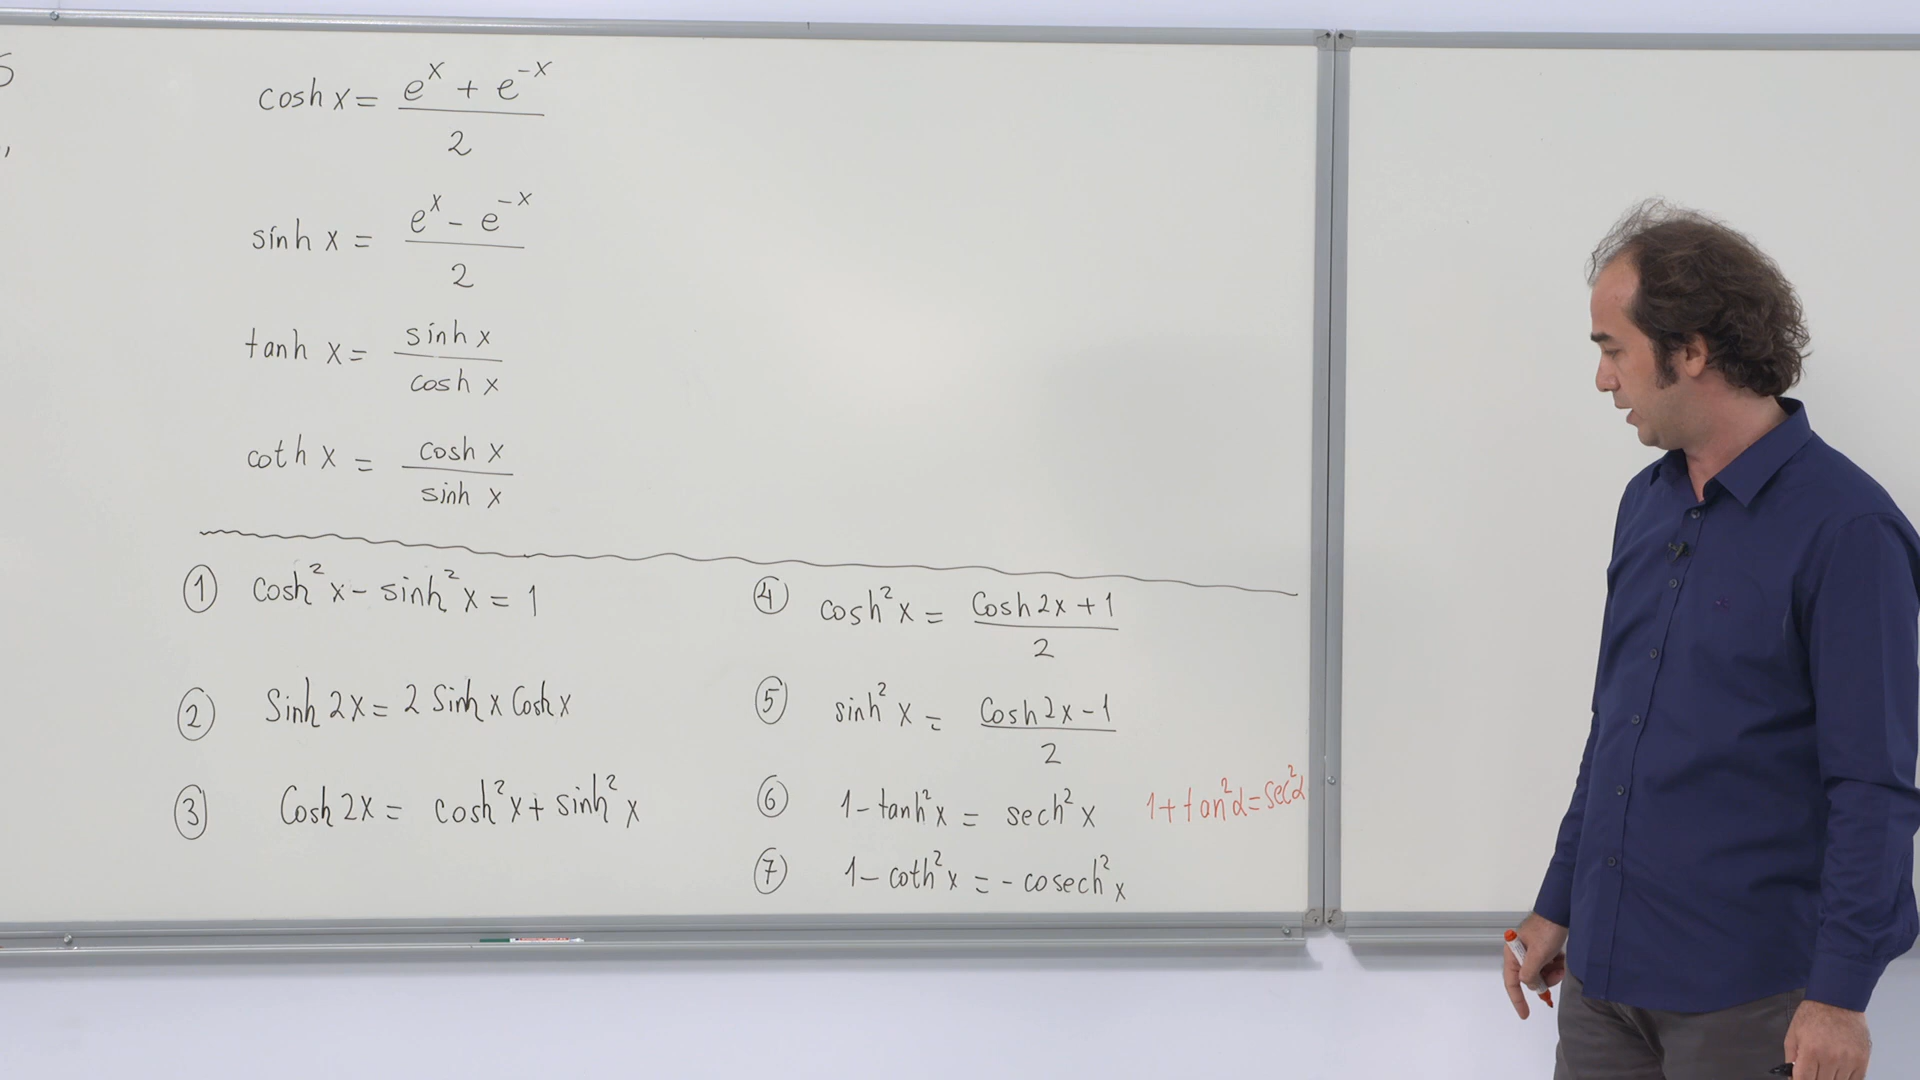 cosh x = (e^x + e^-x)/2
sinh x = (e^x - e^-x)/2
tanh x = sinh x / cosh x
coth x = cosh x / sinh x
① cosh²x - sinh²x = 1
② Sinh 2x = 2 Sinh x Cosh x
③ Cosh 2x = cosh²x + sinh²x
④ cosh²x = (Cosh 2x + 1)/2
⑤ sinh²x = (Cosh 2x - 1)/2
⑥ 1 - tanh²x = sech²x 1 + tan²α = sec²α
⑦ 1 - coth²x = - cosech²x